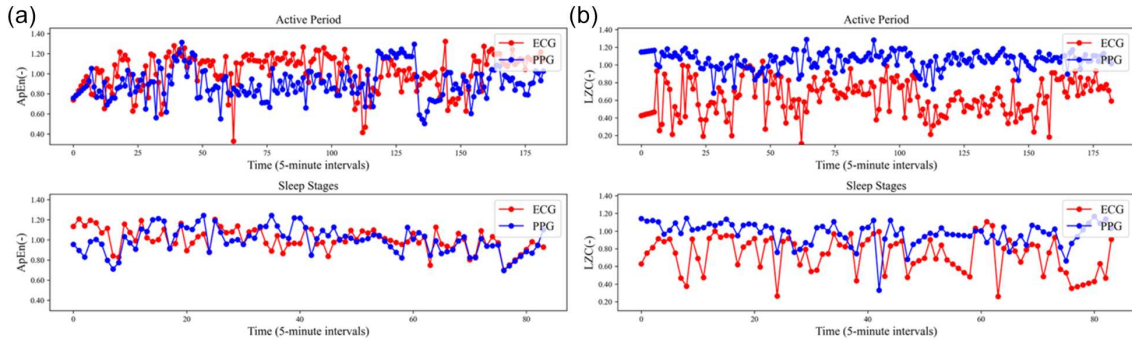 (a)
Active Period
ApEn(-)
1.40
1.20
1.00
0.80
0.60
0.40
ECG
PPG
0 25 50 75 100 125 150 175
Time (5-minute intervals)
Sleep Stages
ApEn(-)
1.40
1.20
1.00
0.80
0.60
0.40
ECG
PPG
0 20 40 60 80
Time (5-minute intervals)
(b)
Active Period
LZC(-)
1.40
1.20
1.00
0.80
0.60
0.40
0.20
ECG
PPG
0 25 50 75 100 125 150 175
Time (5-minute intervals)
Sleep Stages
LZC(-)
1.40
1.20
1.00
0.80
0.60
0.40
0.20
ECG
PPG
0 20 40 60 80
Time (5-minute intervals)